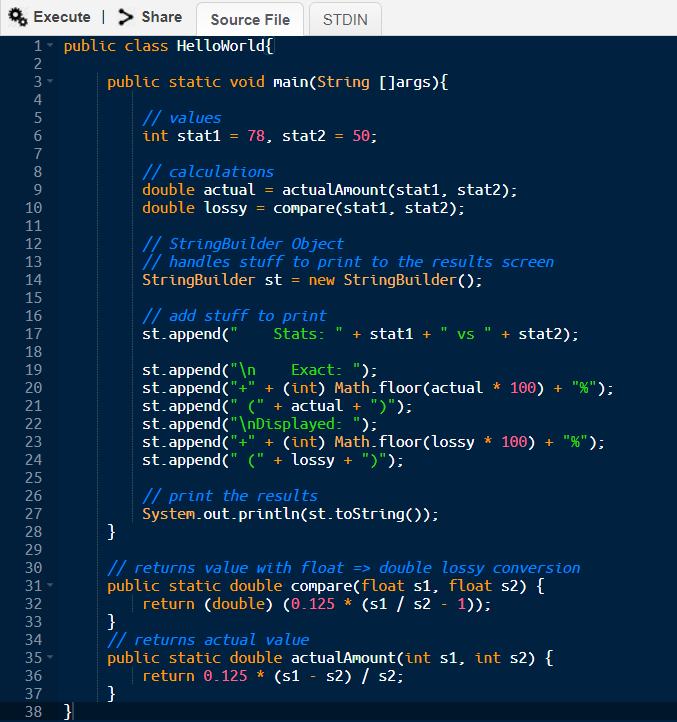 Execute | Share Source File STDIN
1 public class HelloWorld{
2
3 public static void main(String []args){
4
5 // values
6 int stat1 = 78, stat2 = 50;
7
8 // calculations
9 double actual = actualAmount(stat1, stat2);
10 double lossy = compare(stat1, stat2);
11
12 // StringBuilder Object
13 // handles stuff to print to the results screen
14 StringBuilder st = new StringBuilder();
15
16 // add stuff to print
17 st.append("    Stats: " + stat1 + " vs " + stat2);
18
19 st.append("\n    Exact: ");
20 st.append("+" + (int) Math.floor(actual * 100) + "%");
21 st.append(" (" + actual + ")");
22 st.append("\nDisplayed: ");
23 st.append("+" + (int) Math.floor(lossy * 100) + "%");
24 st.append(" (" + lossy + ")");
25
26 // print the results
27 System.out.println(st.toString());
28 }
29
30 // returns value with float => double lossy conversion
31 public static double compare(float s1, float s2) {
32 return (double) (0.125 * (s1 / s2 - 1));
33 }
34 // returns actual value
35 public static double actualAmount(int s1, int s2) {
36 return 0.125 * (s1 - s2) / s2;
37 }
38 }